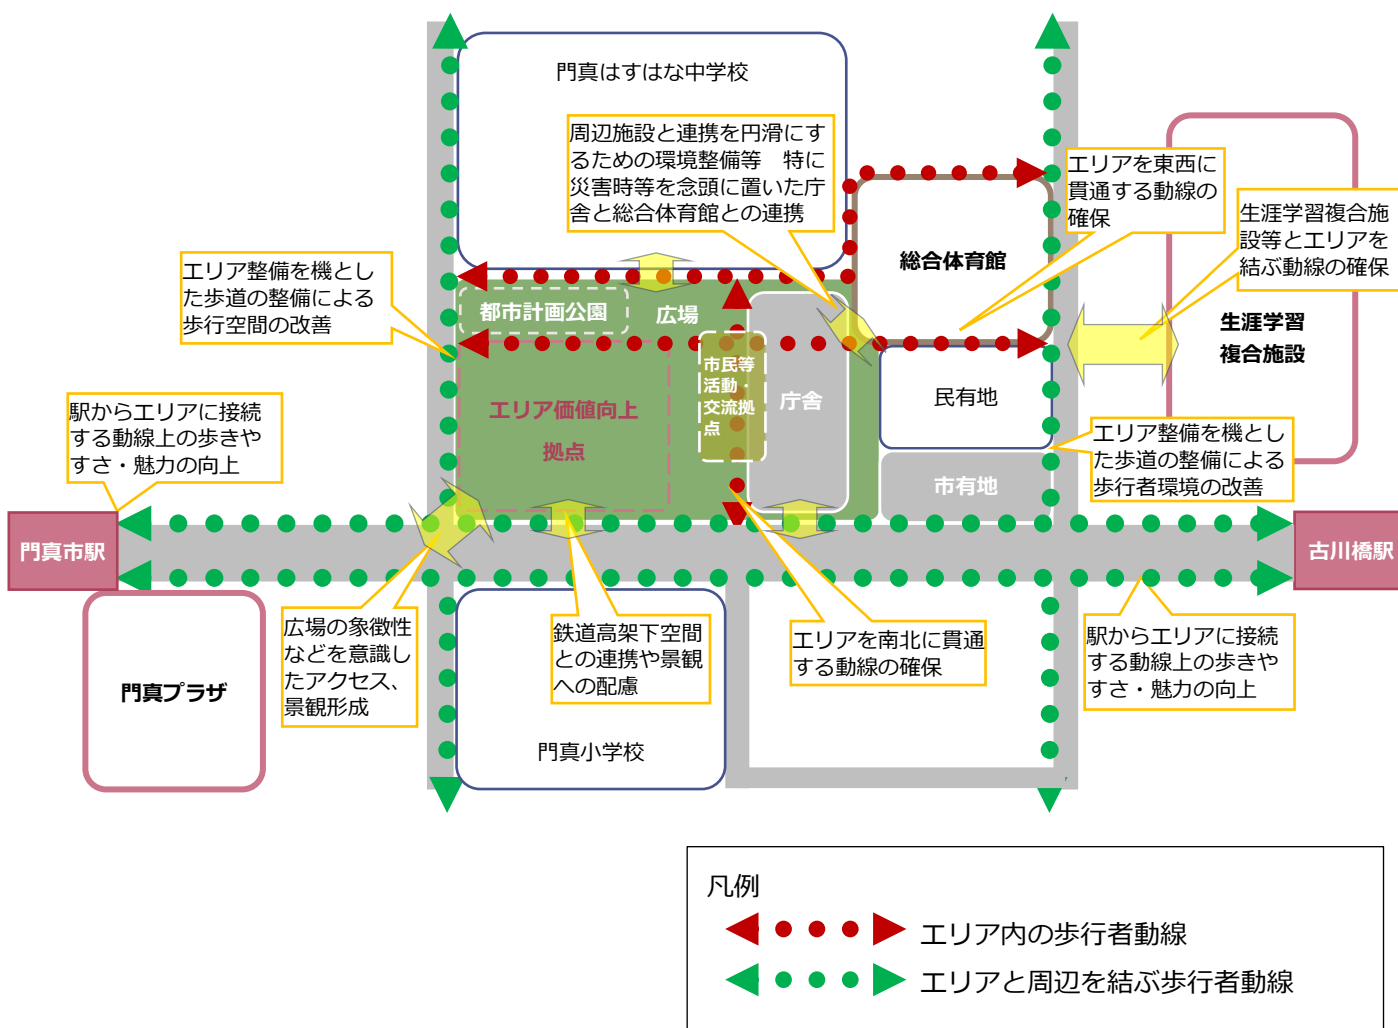 門真はすはな中学校
周辺施設と連携を円滑にす
るための環境整備等　特に
災害時等を念頭に置いた庁
舎と総合体育館との連携
エリアを東西に
貫通する動線の
確保
生涯学習複合施
設等とエリアを
結ぶ動線の確保
エリア整備を機とし
た歩道の整備による
歩行空間の改善
総合体育館
都市計画公園
広場
生涯学習
複合施設
市民等
活動・
交流拠
点
庁舎
民有地
エリア価値向上
拠点
駅からエリアに接続
する動線上の歩きや
すさ・魅力の向上
エリア整備を機とし
た歩道の整備による
歩行者環境の改善
市有地
門真市駅
古川橋駅
広場の象徴性
などを意識し
たアクセス、
景観形成
鉄道高架下空間
との連携や景観
への配慮
エリアを南北に貫通
する動線の確保
駅からエリアに接続
する動線上の歩きや
すさ・魅力の向上
門真プラザ
門真小学校
凡例
エリア内の歩行者動線
エリアと周辺を結ぶ歩行者動線